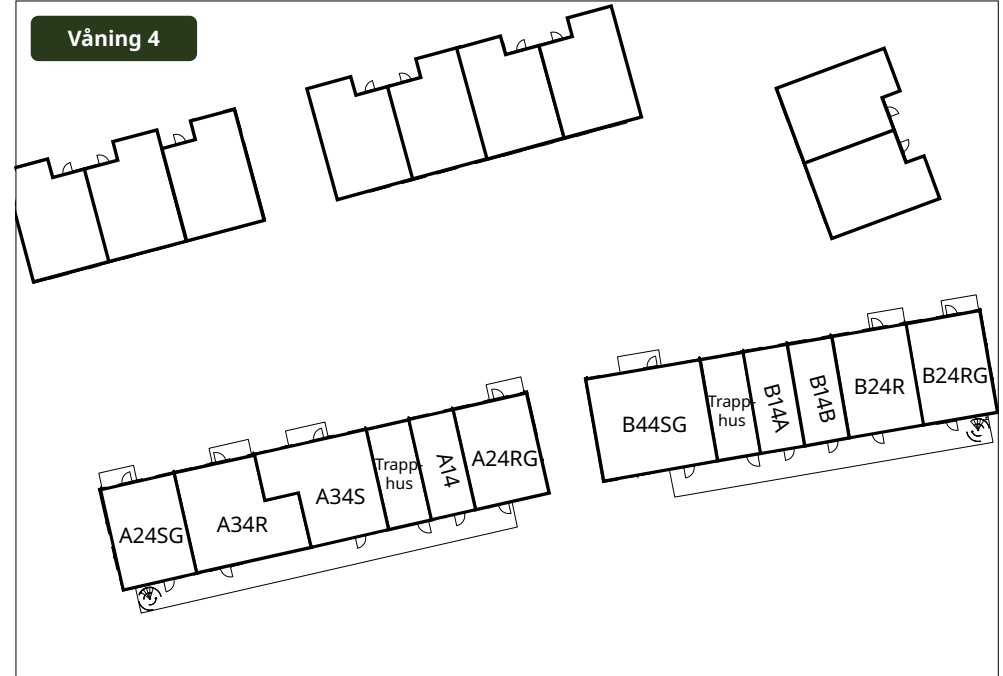 Våning 4
A24SG
A34R
A34S
Trapp-
hus
A14
A24RG
B44SG
Trapp-
hus
B14A
B14B
B24R
B24RG